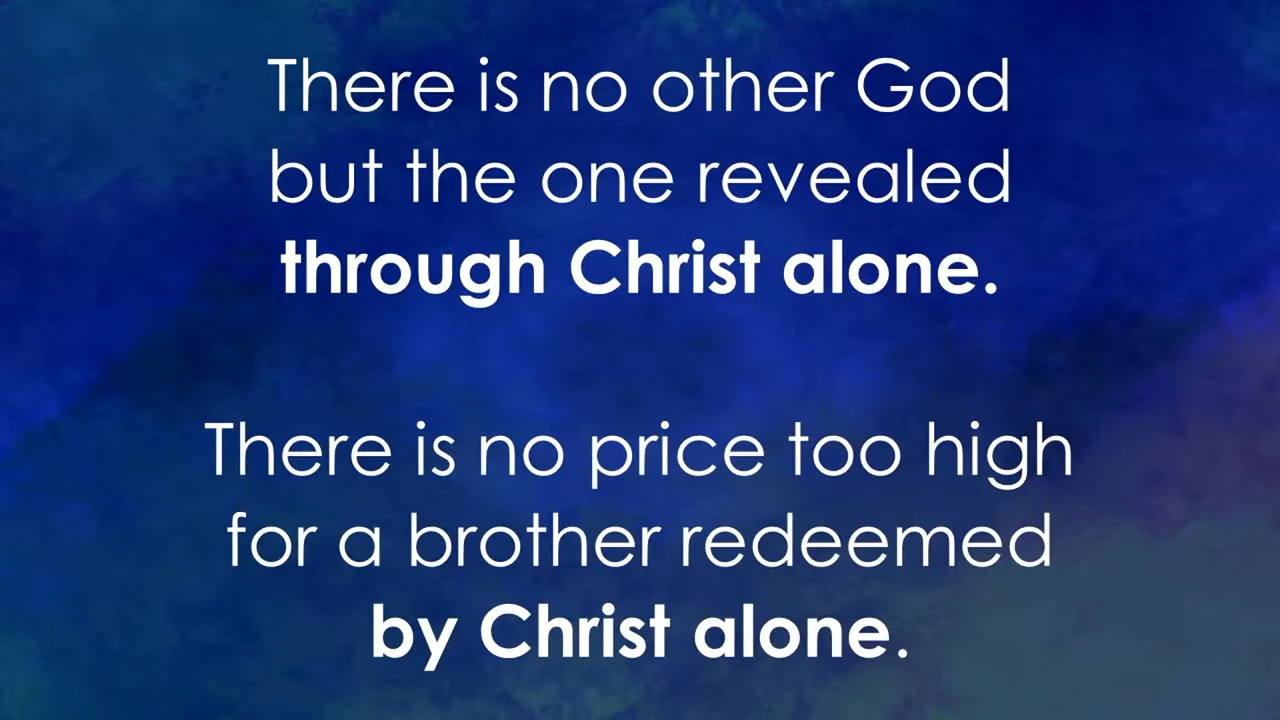 There is no other God
but the one revealed
through Christ alone.
There is no price too high
for a brother redeemed
by Christ alone.